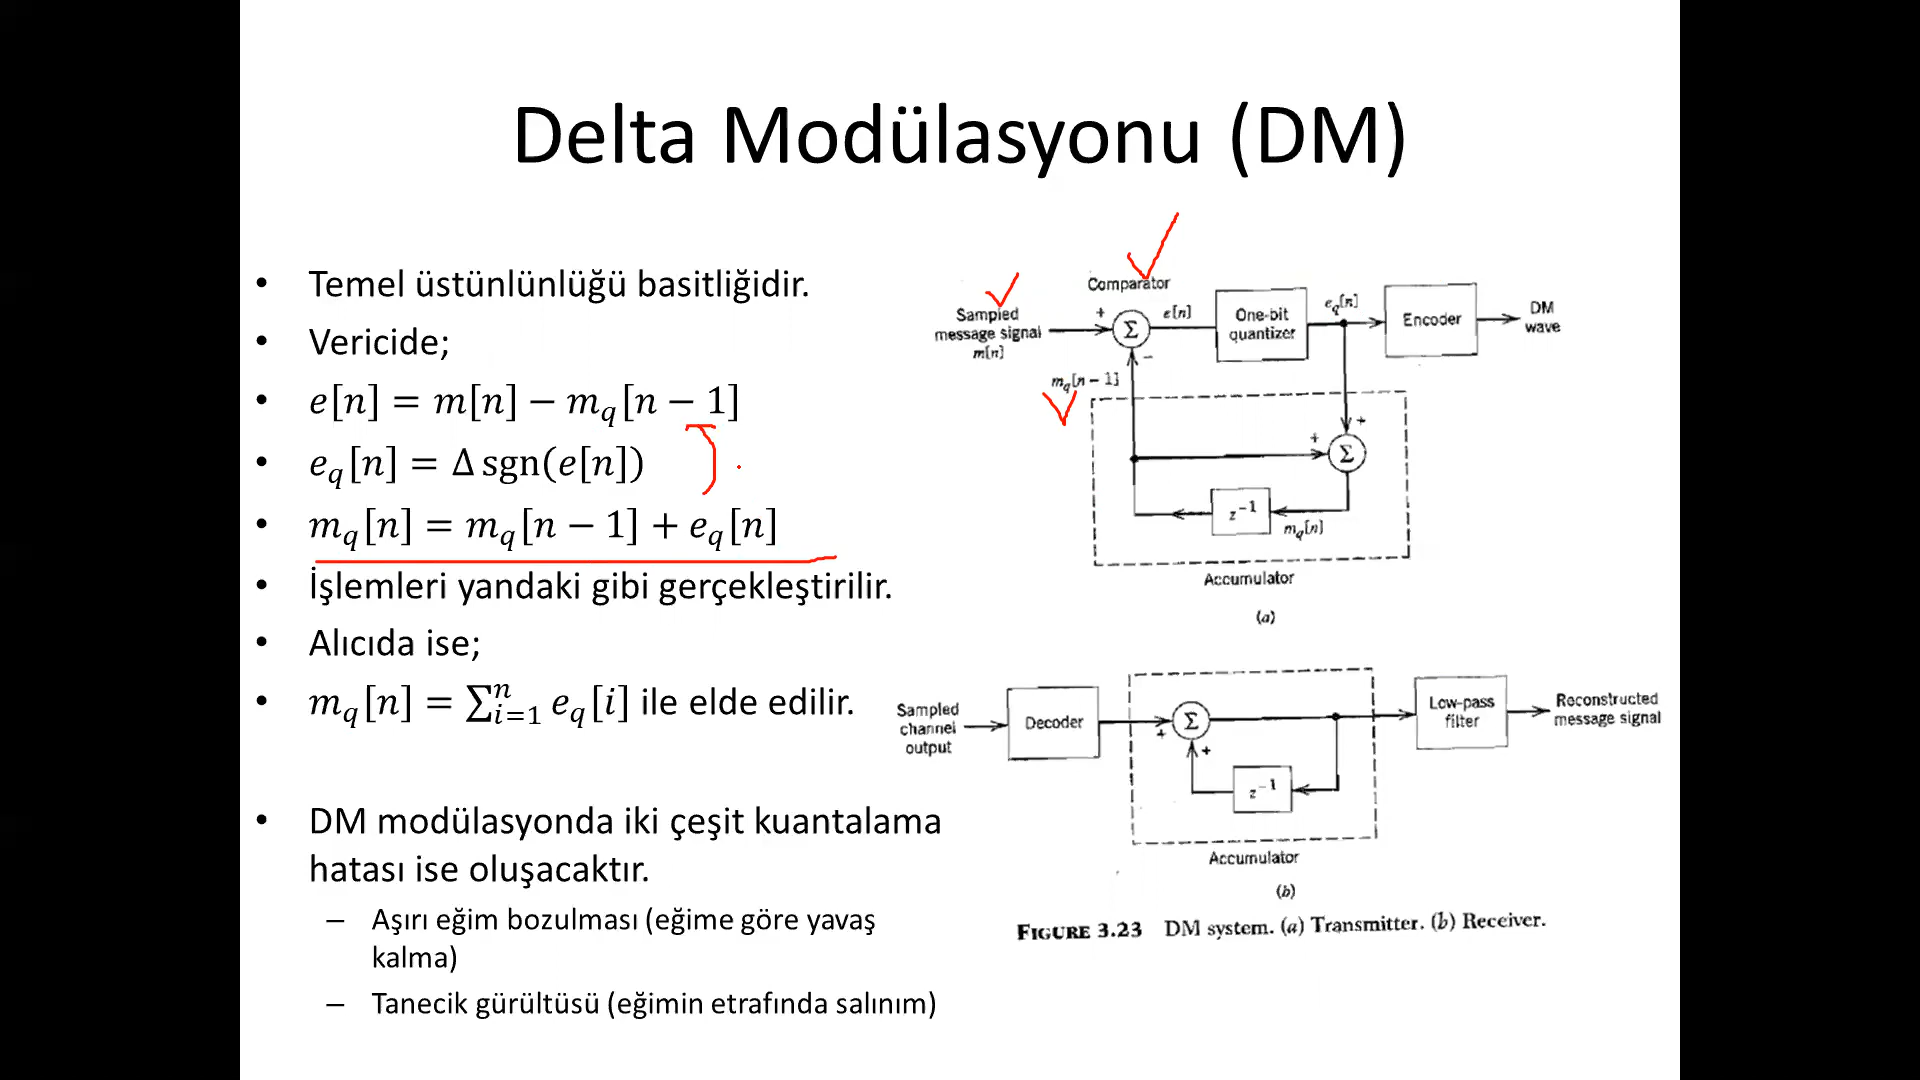 Delta Modülasyonu (DM)
• Temel üstünlünlüğü basitliğidir.
• Vericide;
• e[n] = m[n] − m_q[n − 1]
• e_q[n] = Δ sgn(e[n])
• m_q[n] = m_q[n − 1] + e_q[n]
• İşlemleri yandaki gibi gerçekleştirilir.
• Alıcıda ise;
• m_q[n] = ∑_{i=1}^{n} e_q[i] ile elde edilir.
• DM modülasyonda iki çeşit kuantalama
hatası ise oluşacaktır.
– Aşırı eğim bozulması (eğime göre yavaş
kalma)
– Tanecik gürültüsü (eğimin etrafında salınım)
Comparator
Sampled
message signal
m[n]
+
Σ
−
e[n]
One-bit
quantizer
e_q[n]
Encoder
DM
wave
m_q[n − 1]
+
+
Σ
z⁻¹
m_q[n]
Accumulator
(a)
Sampled
channel
output
Decoder
Σ
+
+
z⁻¹
Low-pass
filter
Reconstructed
message signal
Accumulator
(b)
FIGURE 3.23 DM system. (a) Transmitter. (b) Receiver.